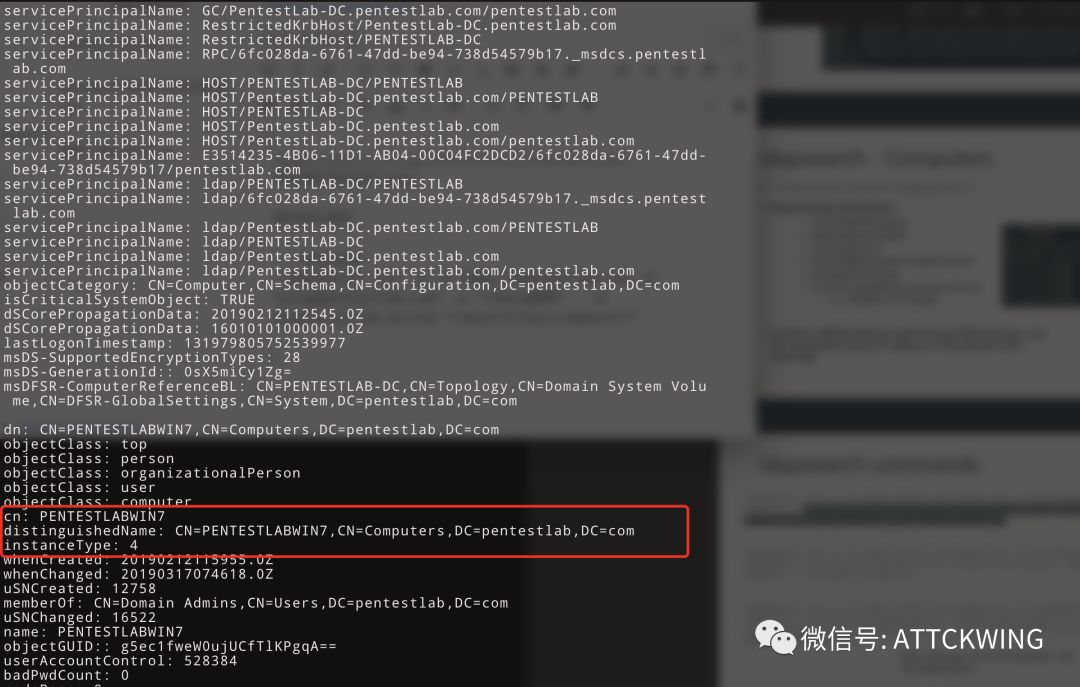 servicePrincipalName: GC/PentestLab-DC.pentestlab.com/pentestlab.com
servicePrincipalName: RestrictedKrbHost/PentestLab-DC.pentestlab.com
servicePrincipalName: RestrictedKrbHost/PENTESTLAB-DC
servicePrincipalName: RPC/6fc028da-6761-47dd-be94-738d54579b17._msdcs.pentestl
ab.com
servicePrincipalName: HOST/PENTESTLAB-DC/PENTESTLAB
servicePrincipalName: HOST/PentestLab-DC.pentestlab.com/PENTESTLAB
servicePrincipalName: HOST/PENTESTLAB-DC
servicePrincipalName: HOST/PentestLab-DC.pentestlab.com
servicePrincipalName: HOST/PentestLab-DC.pentestlab.com/pentestlab.com
servicePrincipalName: E3514235-4B06-11D1-AB04-00C04FC2DCD2/6fc028da-6761-47dd-
be94-738d54579b17/pentestlab.com
servicePrincipalName: ldap/PENTESTLAB-DC/PENTESTLAB
servicePrincipalName: ldap/6fc028da-6761-47dd-be94-738d54579b17._msdcs.pentest
lab.com
servicePrincipalName: ldap/PentestLab-DC.pentestlab.com/PENTESTLAB
servicePrincipalName: ldap/PENTESTLAB-DC
servicePrincipalName: ldap/PentestLab-DC.pentestlab.com
servicePrincipalName: ldap/PentestLab-DC.pentestlab.com/pentestlab.com
objectCategory: CN=Computer,CN=Schema,CN=Configuration,DC=pentestlab,DC=com
isCriticalSystemObject: TRUE
dSCorePropagationData: 20190212112545.0Z
dSCorePropagationData: 16010101000001.0Z
lastLogonTimestamp: 131979805752539977
msDS-SupportedEncryptionTypes: 28
msDS-GenerationId:: 0sX5miCy1Zg=
msDFSR-ComputerReferenceBL: CN=PENTESTLAB-DC,CN=Topology,CN=Domain System Volu
me,CN=DFSR-GlobalSettings,CN=System,DC=pentestlab,DC=com
dn: CN=PENTESTLABWIN7,CN=Computers,DC=pentestlab,DC=com
objectClass: top
objectClass: person
objectClass: organizationalPerson
objectClass: user
objectClass: computer
cn: PENTESTLABWIN7
distinguishedName: CN=PENTESTLABWIN7,CN=Computers,DC=pentestlab,DC=com
instanceType: 4
whenCreated: 20190212115955.0Z
whenChanged: 20190317074618.0Z
uSNCreated: 12758
memberOf: CN=Domain Admins,CN=Users,DC=pentestlab,DC=com
uSNChanged: 16522
name: PENTESTLABWIN7
objectGUID:: g5ec1fweW0ujUCfTlKPgqA==
userAccountControl: 528384
badPwdCount: 0
微信号: ATTCKWING